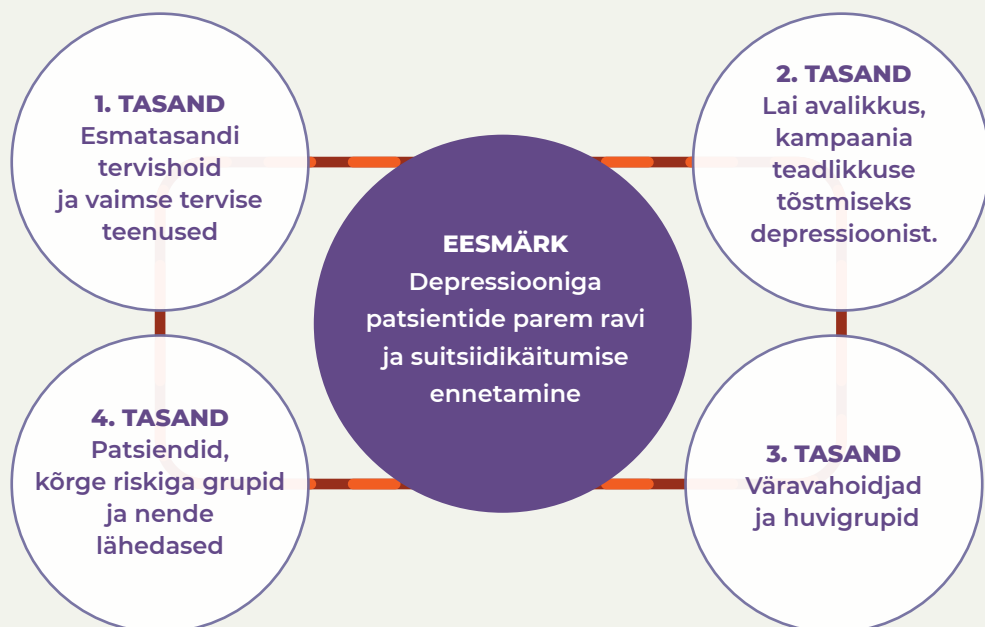 1. TASAND
Esmatasandi
tervishoid
ja vaimse tervise
teenused
2. TASAND
Lai avalikkus,
kampaania
teadlikkuse
tõstmiseks
depressioonist.
EESMÄRK
Depressiooniga
patsientide parem ravi
ja suitsiidikäitumise
ennetamine
4. TASAND
Patsiendid,
kõrge riskiga grupid
ja nende
lähedased
3. TASAND
Väravahoidjad
ja huvigrupid